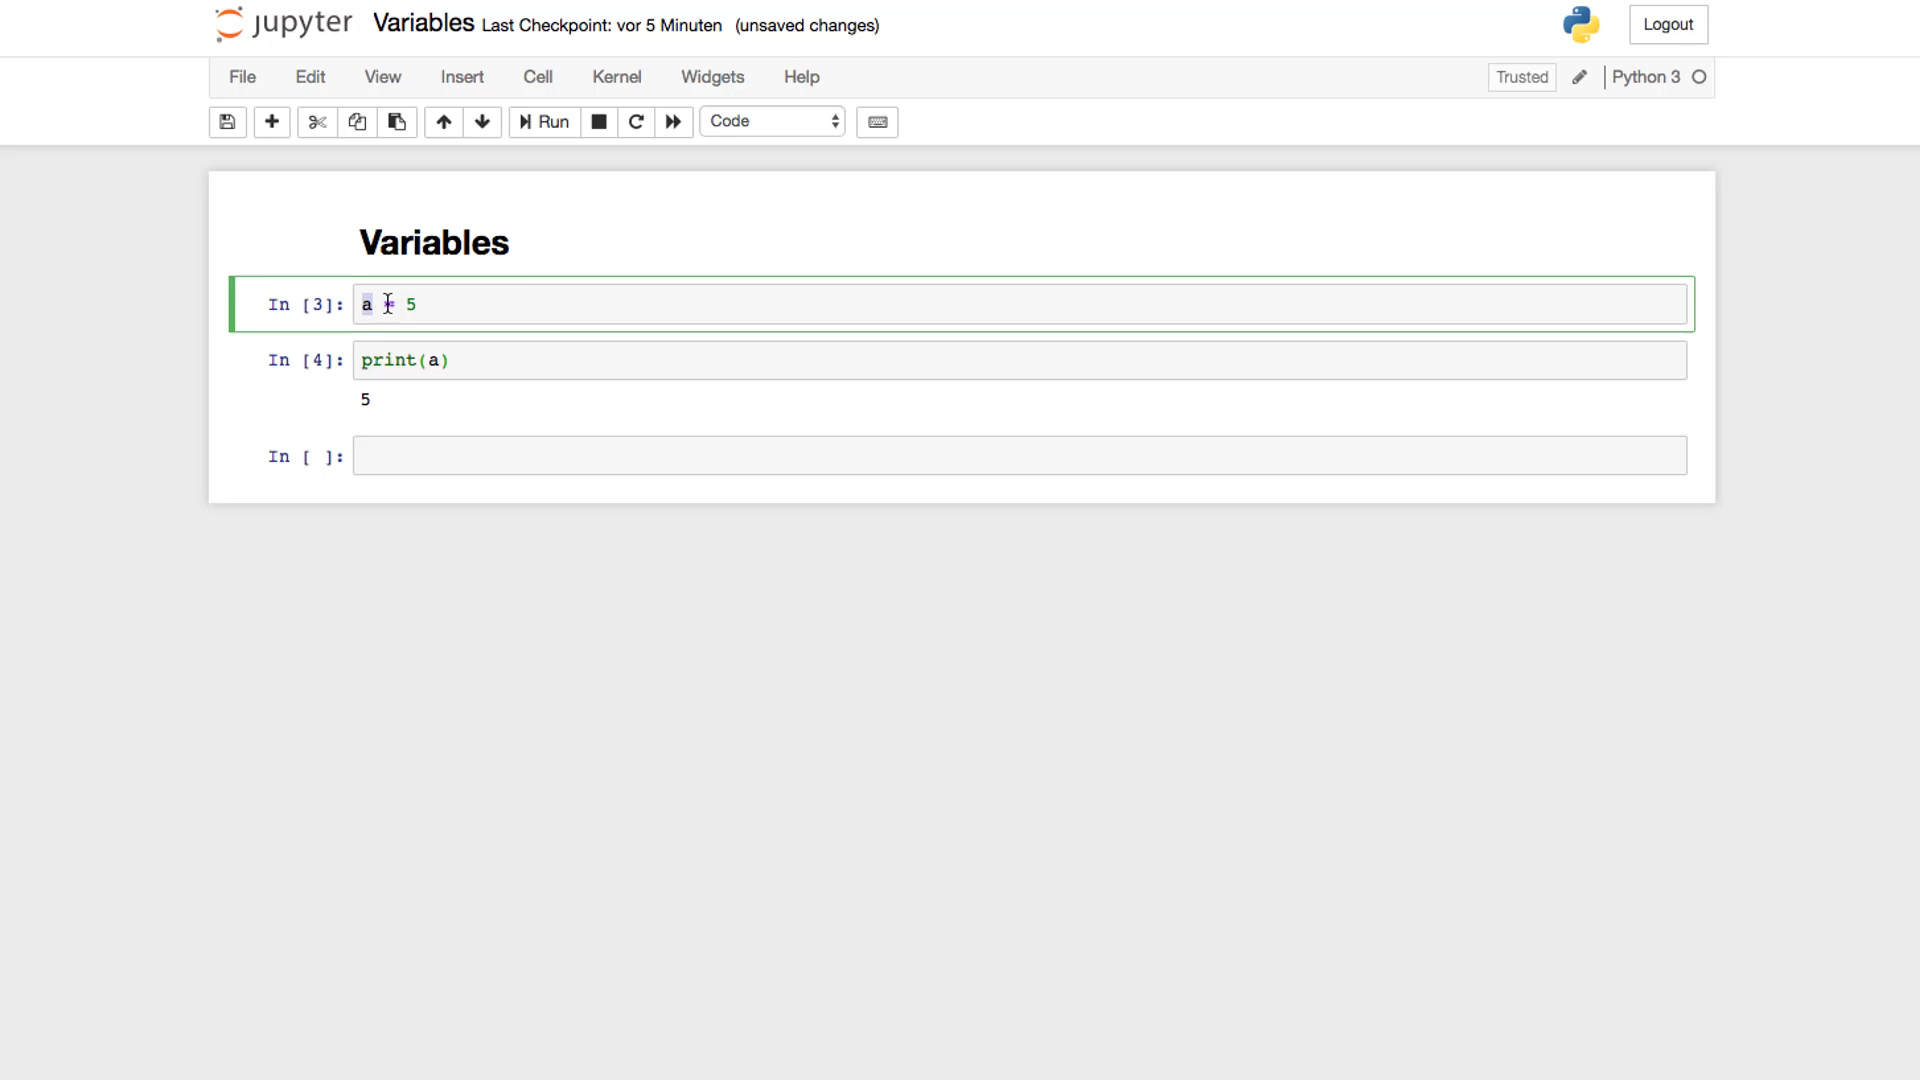 jupyter Variables Last Checkpoint: vor 5 Minuten (unsaved changes) Logout
File Edit View Insert Cell Kernel Widgets Help Trusted Python 3
Run Code
Variables
In [3]: a = 5
In [4]: print(a)
5
In [ ]: